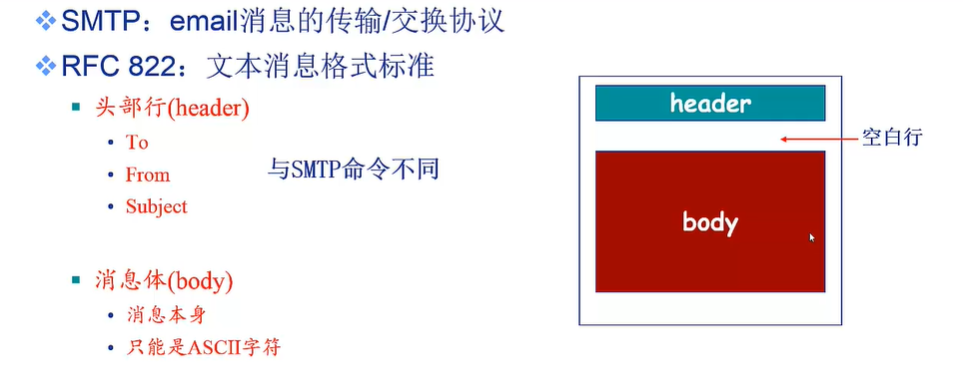 SMTP：email消息的传输/交换协议
RFC 822：文本消息格式标准
头部行(header)
To
From
Subject
与SMTP命令不同
消息体(body)
消息本身
只能是ASCII字符
header
空白行
body